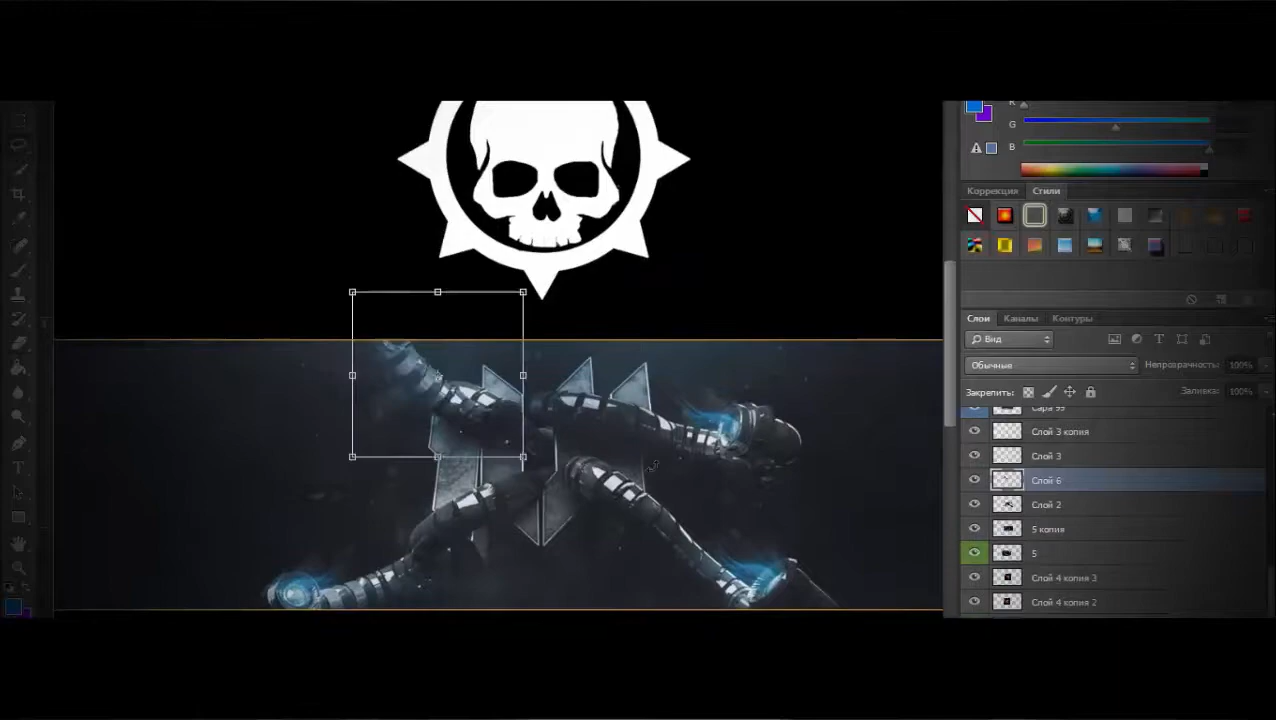 R
G
B
Коррекция Стили
Слои Каналы Контуры
Вид
Обычные Непрозрачность: 100%
Закрепить: Заливка: 100%
Слой 3 копия
Слой 3
Слой 6
Слой 2
5 копия
5
Слой 4 копия 3
Слой 4 копия 2